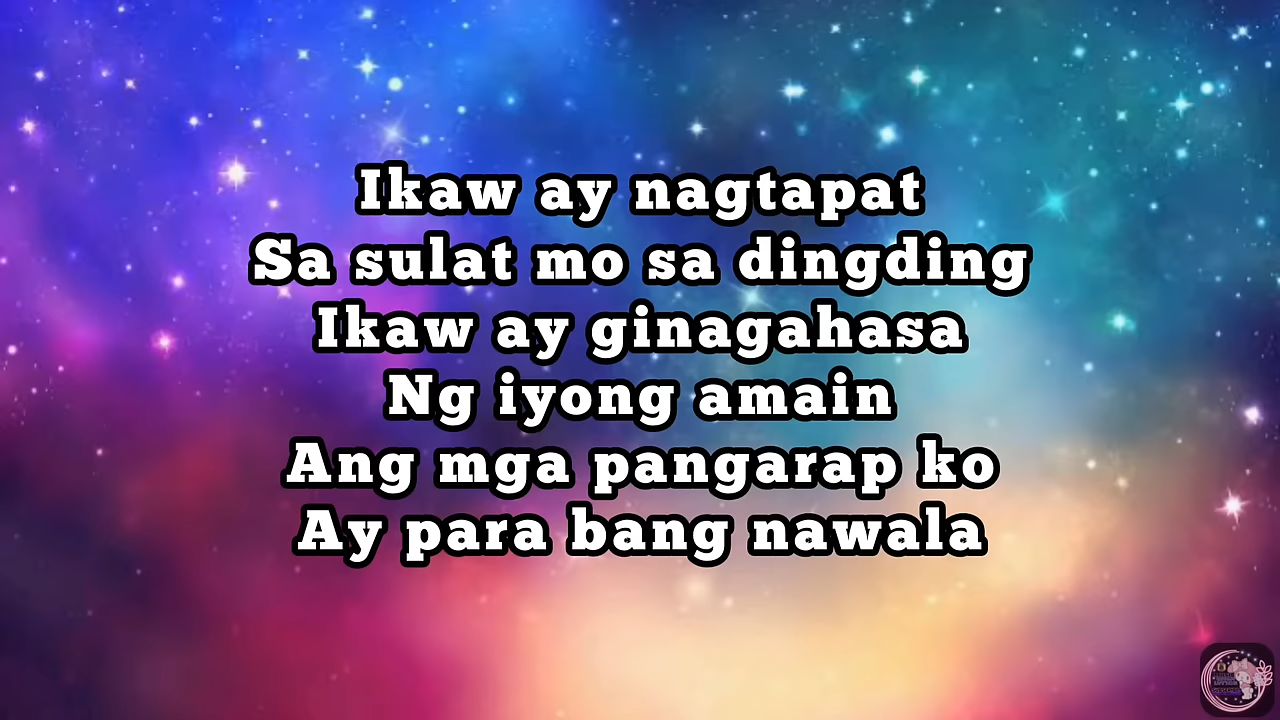 Ikaw ay nagtapat
Sa sulat mo sa dingding
Ikaw ay ginagahasa
Ng iyong amain
Ang mga pangarap ko
Ay para bang nawala